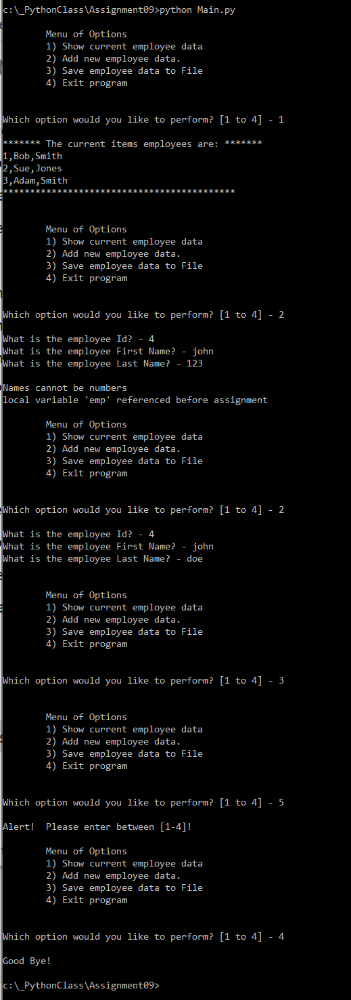 c:\_PythonClass\Assignment09>python Main.py
Menu of Options
1) Show current employee data
2) Add new employee data.
3) Save employee data to File
4) Exit program
Which option would you like to perform? [1 to 4] - 1
******* The current items employees are: *******
1,Bob,Smith
2,Sue,Jones
3,Adam,Smith
*******************************************
Menu of Options
1) Show current employee data
2) Add new employee data.
3) Save employee data to File
4) Exit program
Which option would you like to perform? [1 to 4] - 2
What is the employee Id? - 4
What is the employee First Name? - john
What is the employee Last Name? - 123
Names cannot be numbers
local variable 'emp' referenced before assignment
Menu of Options
1) Show current employee data
2) Add new employee data.
3) Save employee data to File
4) Exit program
Which option would you like to perform? [1 to 4] - 2
What is the employee Id? - 4
What is the employee First Name? - john
What is the employee Last Name? - doe
Menu of Options
1) Show current employee data
2) Add new employee data.
3) Save employee data to File
4) Exit program
Which option would you like to perform? [1 to 4] - 3
Menu of Options
1) Show current employee data
2) Add new employee data.
3) Save employee data to File
4) Exit program
Which option would you like to perform? [1 to 4] - 5
Alert!  Please enter between [1-4]!
Menu of Options
1) Show current employee data
2) Add new employee data.
3) Save employee data to File
4) Exit program
Which option would you like to perform? [1 to 4] - 4
Good Bye!
c:\_PythonClass\Assignment09>